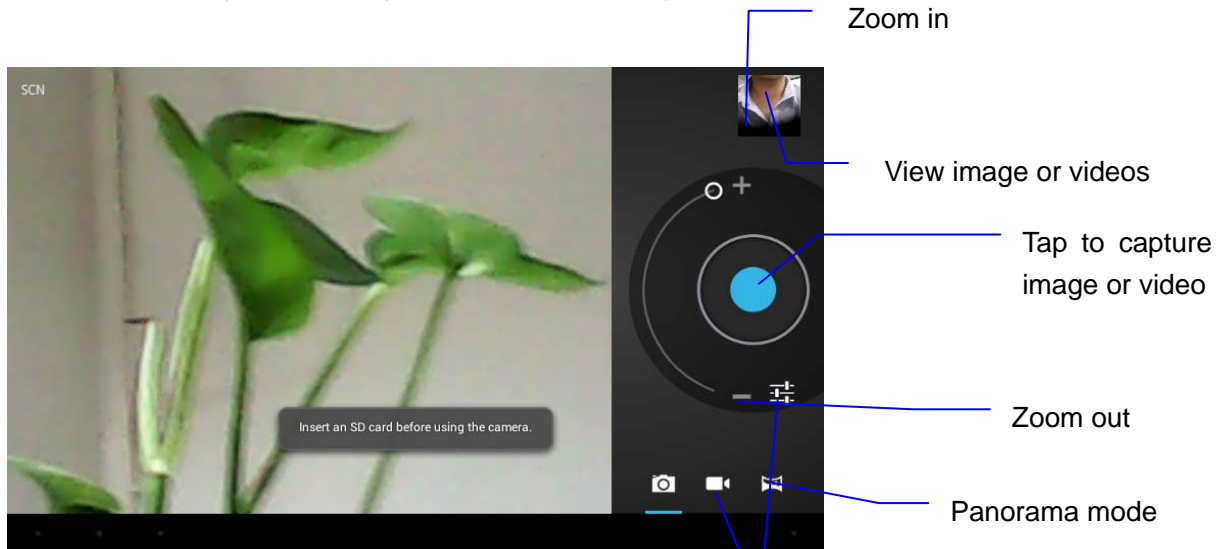 Zoom in
SCN
View image or videos
Tap to capture
image or video
Insert an SD card before using the camera.
Zoom out
Panorama mode